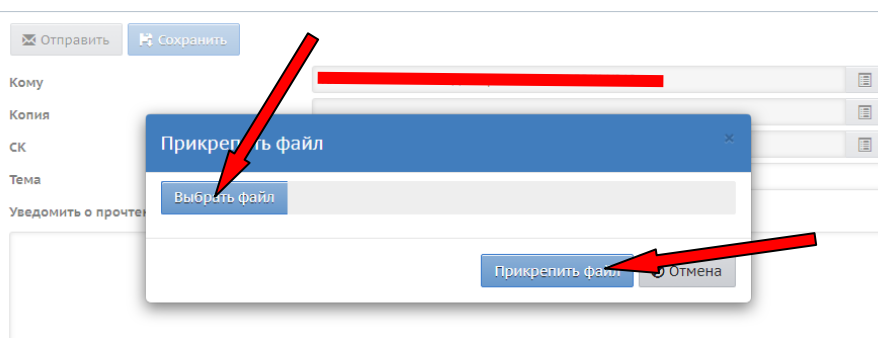 Отправить Сохранить
Кому
Копия
СК
Тема
Уведомить о прочтен
Прикрепить файл ×
Выбрать файл
Прикрепить файл Отмена